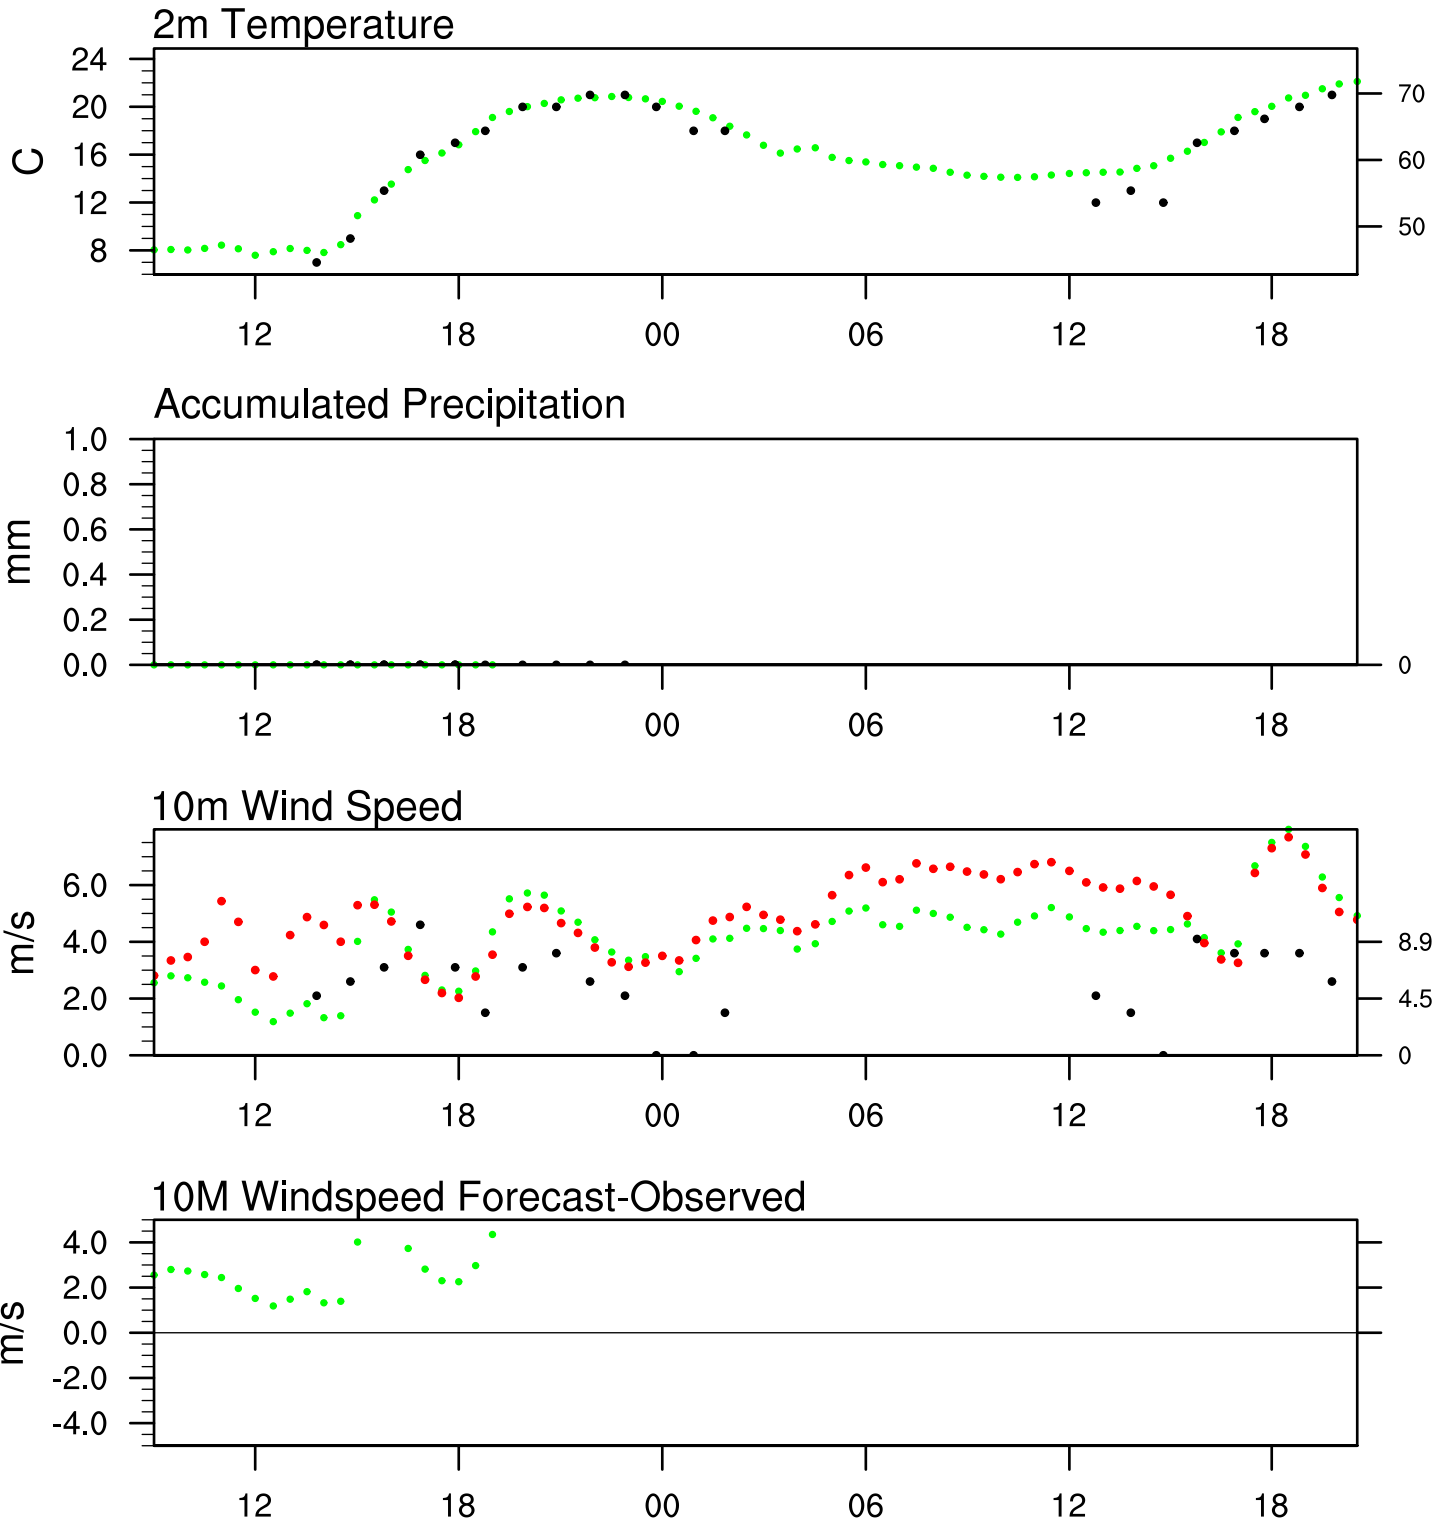 2m Temperature
24
20
16
12
8
C
70
60
50
12 18 00 06 12 18
Accumulated Precipitation
1.0
0.8
0.6
0.4
0.2
0.0
mm
0
12 18 00 06 12 18
10m Wind Speed
6.0
4.0
2.0
0.0
m/s
8.9
4.5
0
12 18 00 06 12 18
10M Windspeed Forecast-Observed
4.0
2.0
0.0
-2.0
-4.0
m/s
12 18 00 06 12 18